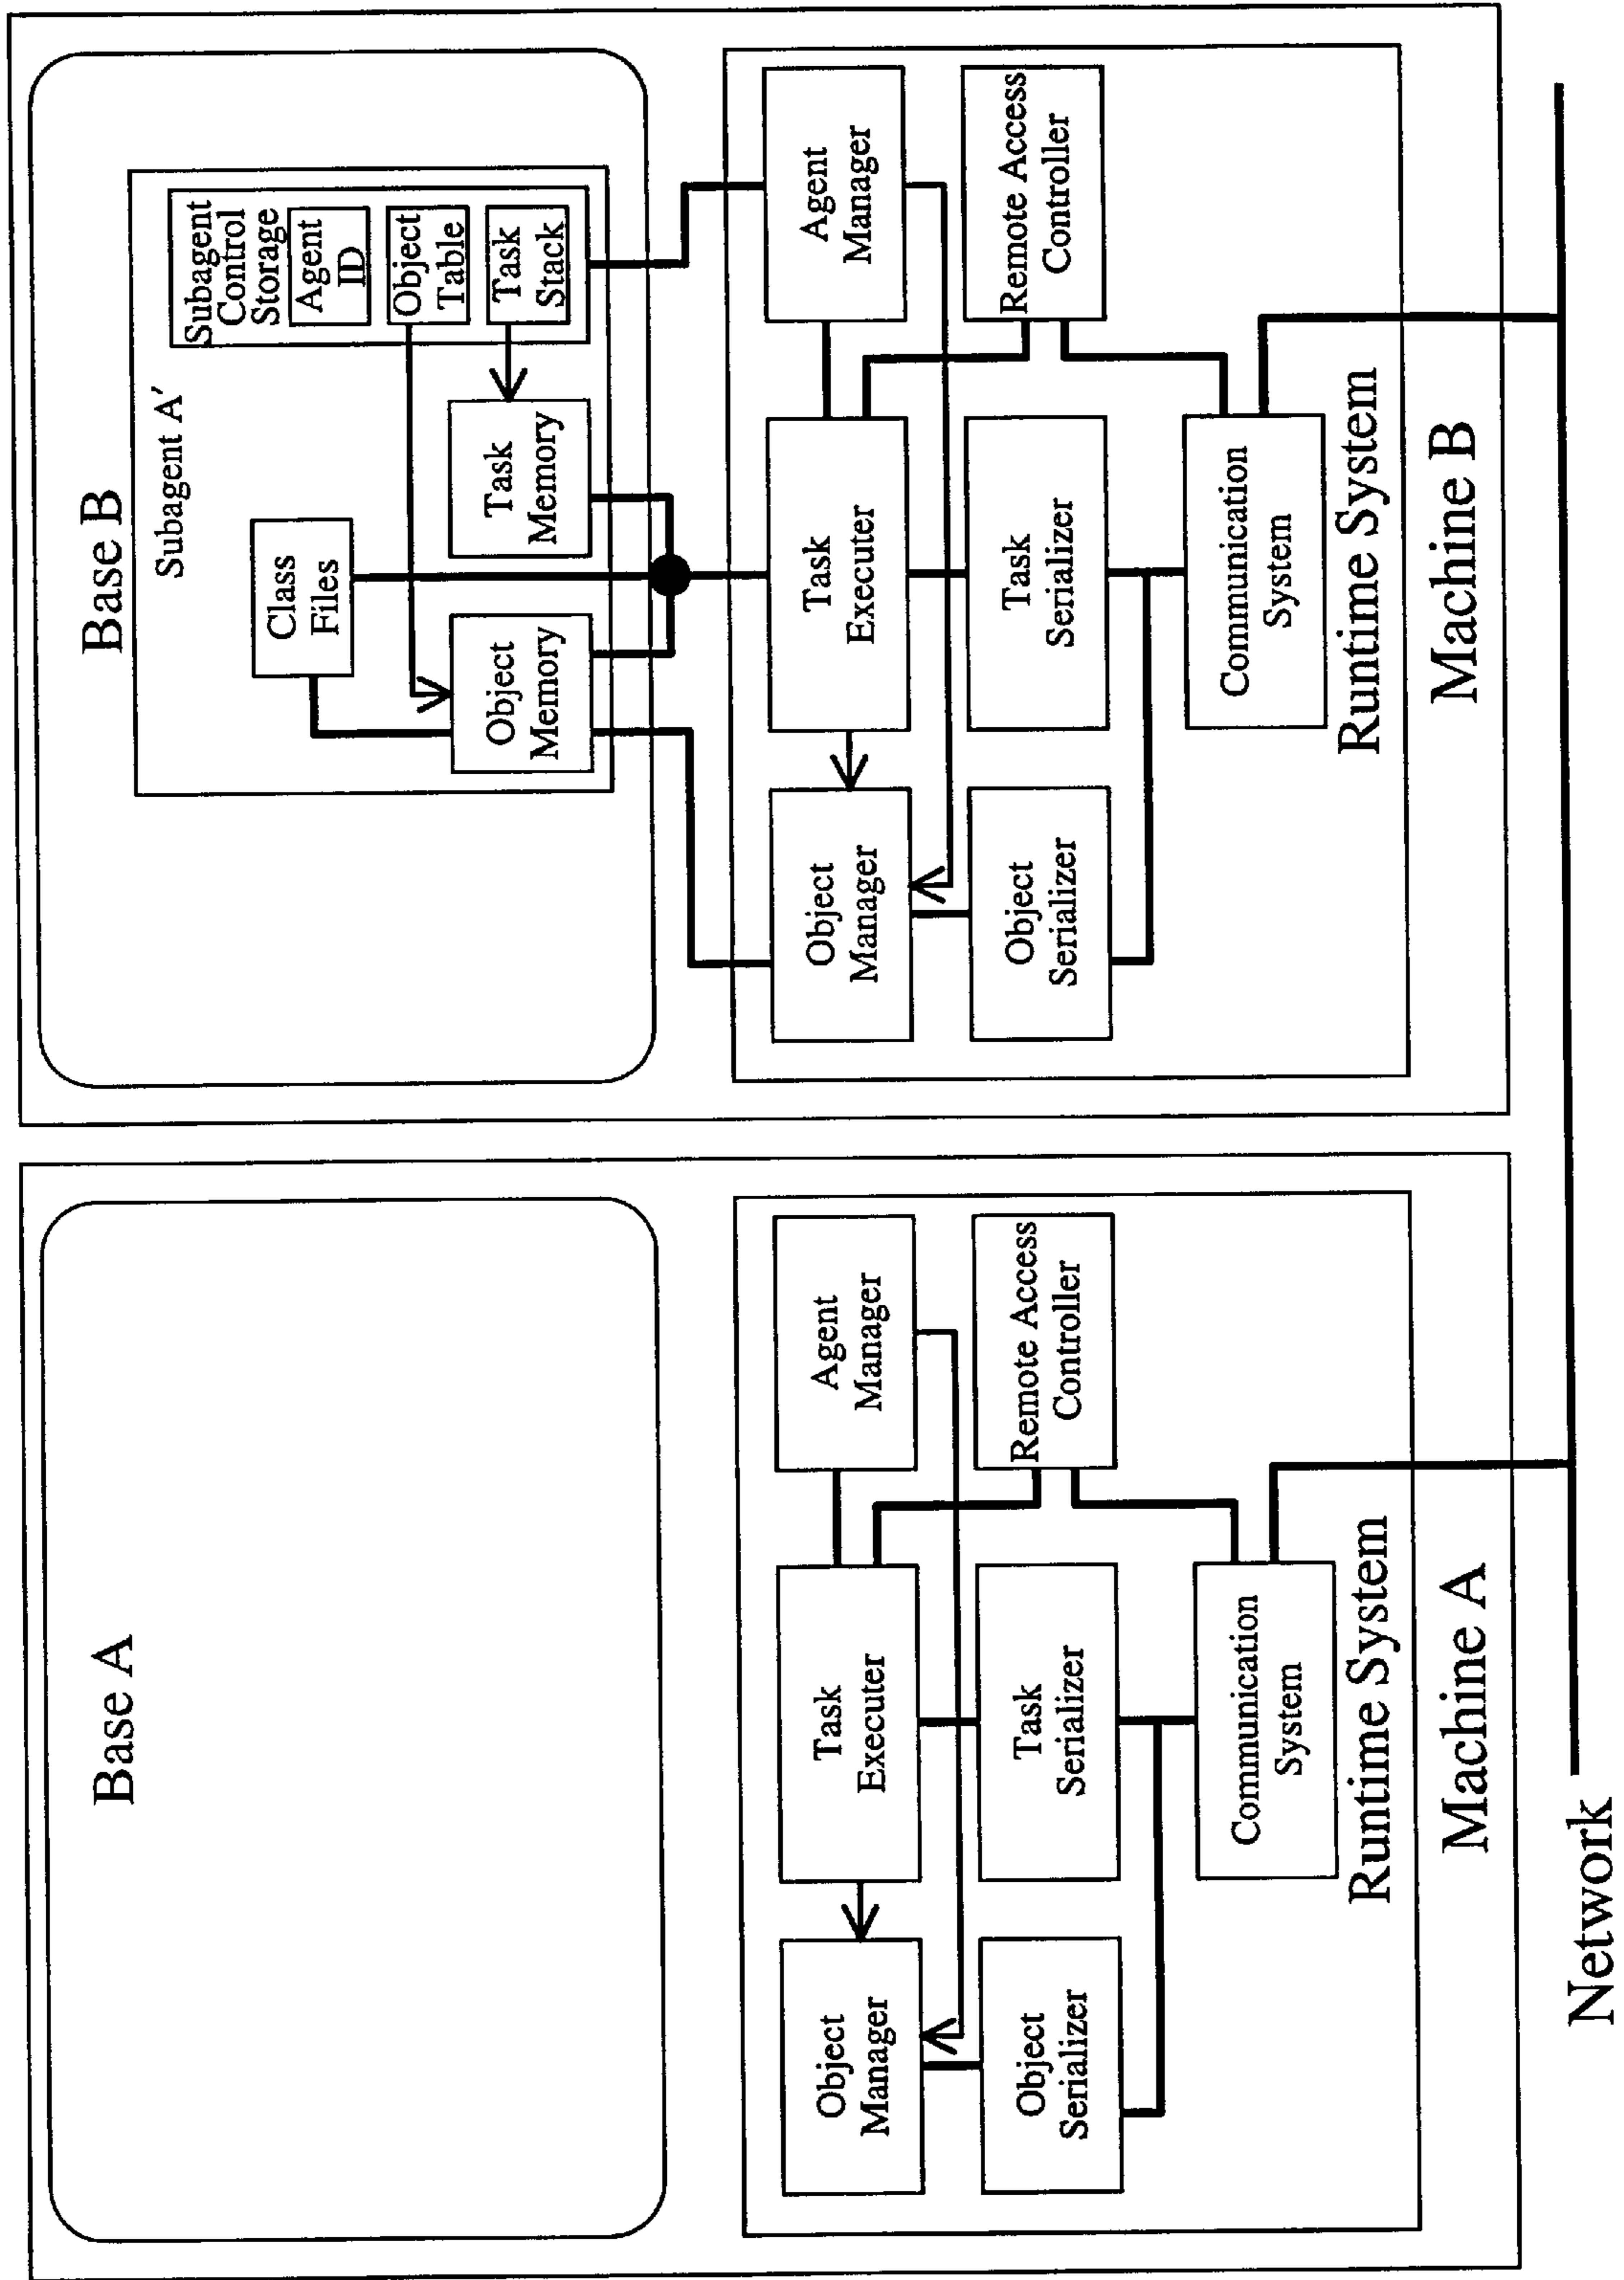 Base A
Object
Manager
Task
Executer
Agent
Manager
Object
Serializer
Task
Serializer
Remote Access
Controller
Communication
System
Runtime System
Machine A
Base B
Subagent A′
Class
Files
Object
Memory
Task
Memory
Subagent
Control
Storage
Agent
ID
Object
Table
Task
Stack
Object
Manager
Task
Executer
Agent
Manager
Object
Serializer
Task
Serializer
Remote Access
Controller
Communication
System
Runtime System
Machine B
Network